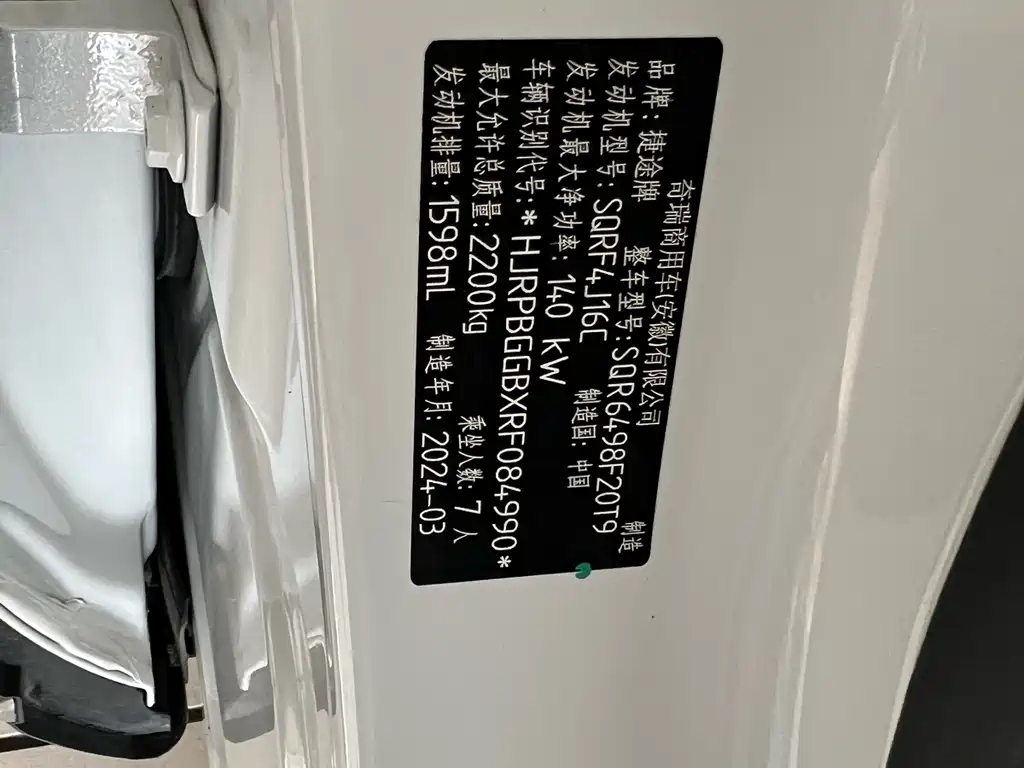 奇瑞商用车(安徽)有限公司 制造
品牌:捷途牌 整车型号:SQR6498F20T9
发动机型号:SQRF4J16C 制造国:中国
发动机最大净功率:140 kW
车辆识别代号:*HJRPBGGBXRF084990*
最大允许总质量:2200kg 乘坐人数:7人
发动机排量:1598mL 制造年月:2024-03